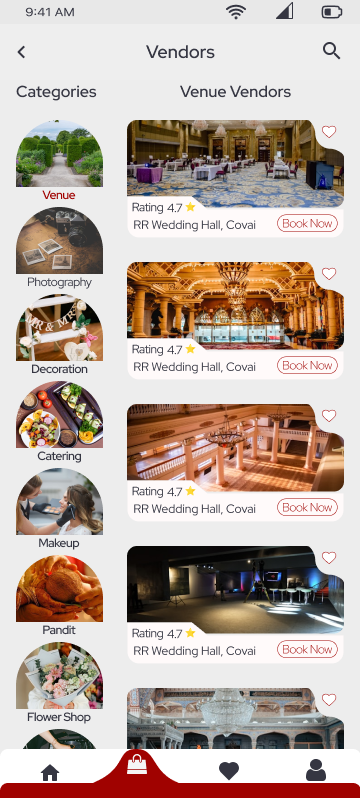 9:41 AM
Vendors
Categories
Venue Vendors
Venue
Photography
MR & MRS
Decoration
Catering
Makeup
Pandit
Flower Shop
Rating 4.7
RR Wedding Hall, Covai
Book Now
Rating 4.7
RR Wedding Hall, Covai
Book Now
Rating 4.7
RR Wedding Hall, Covai
Book Now
Rating 4.7
RR Wedding Hall, Covai
Book Now